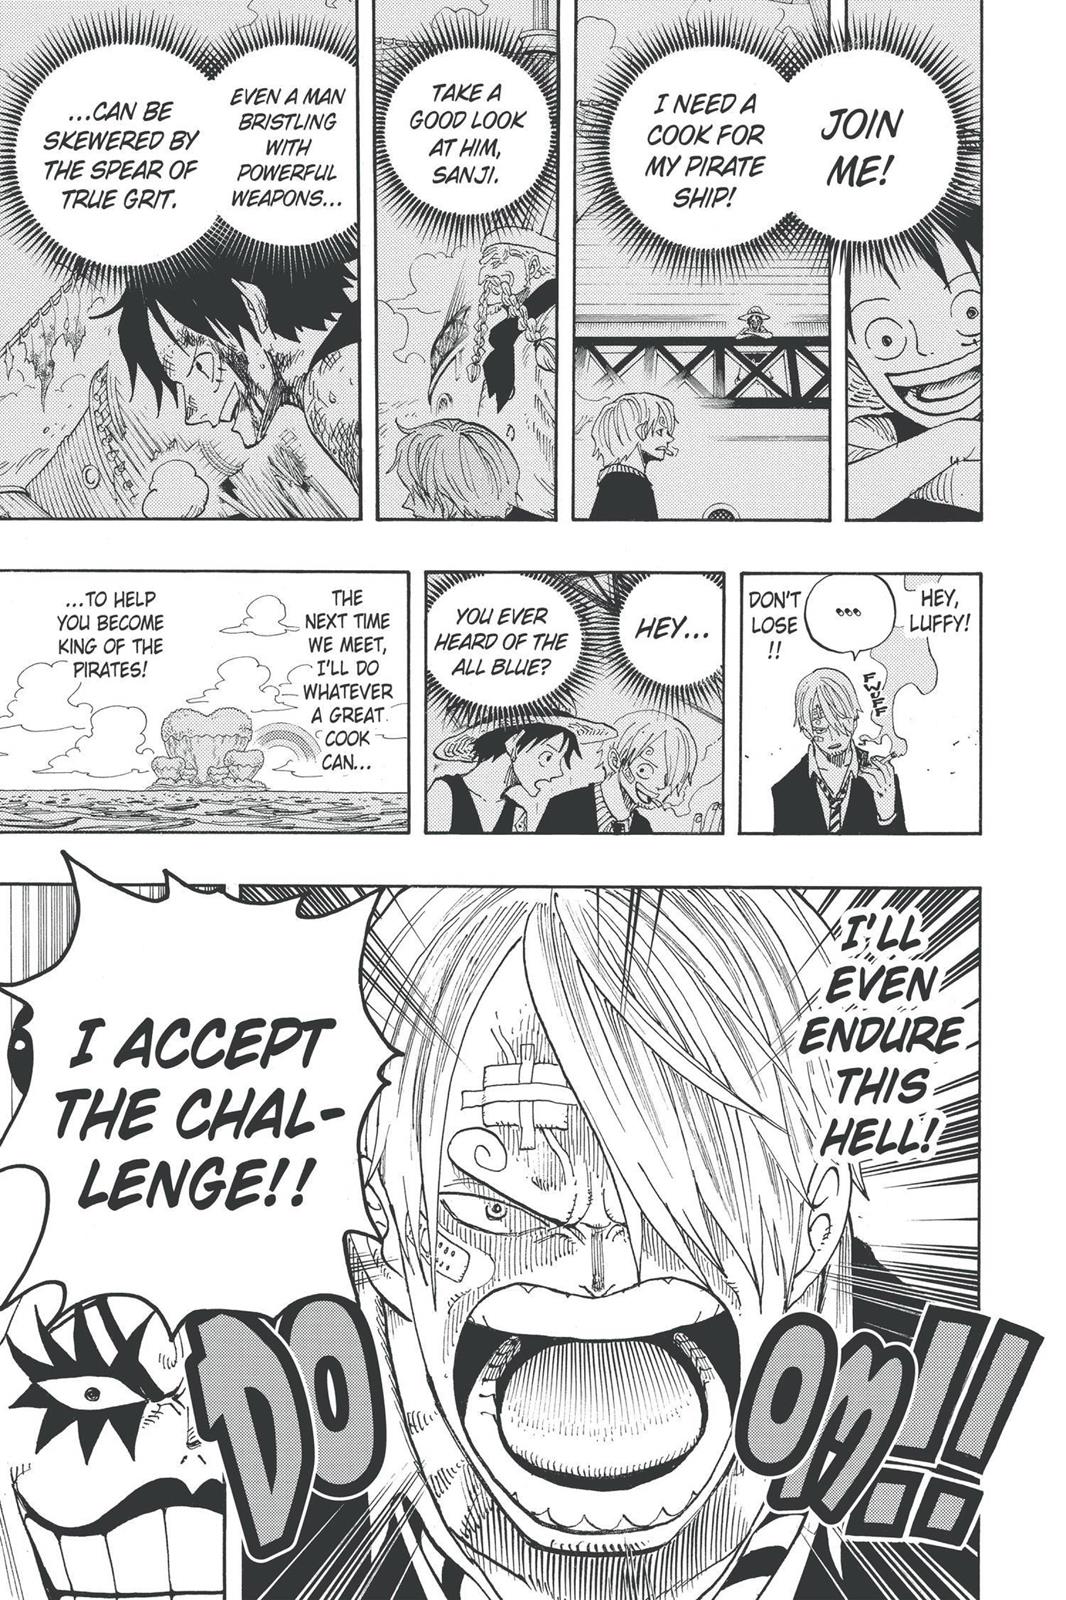 JOIN
ME!
I NEED A
COOK FOR
MY PIRATE
SHIP!
TAKE A
GOOD LOOK
AT HIM,
SANJI.
EVEN A MAN
BRISTLING
WITH
POWERFUL
WEAPONS...
...CAN BE
SKEWERED BY
THE SPEAR OF
TRUE GRIT.
HEY,
LUFFY!
...
FWUFF
DON'T
LOSE
!!
HEY...
YOU EVER
HEARD OF THE
ALL BLUE?
THE
NEXT TIME
WE MEET,
I'LL DO
WHATEVER
A GREAT
COOK
CAN...
...TO HELP
YOU BECOME
KING OF THE
PIRATES!
I'LL
EVEN
ENDURE
THIS
HELL!
I ACCEPT
THE CHAL-
LENGE!!
DOOM!!